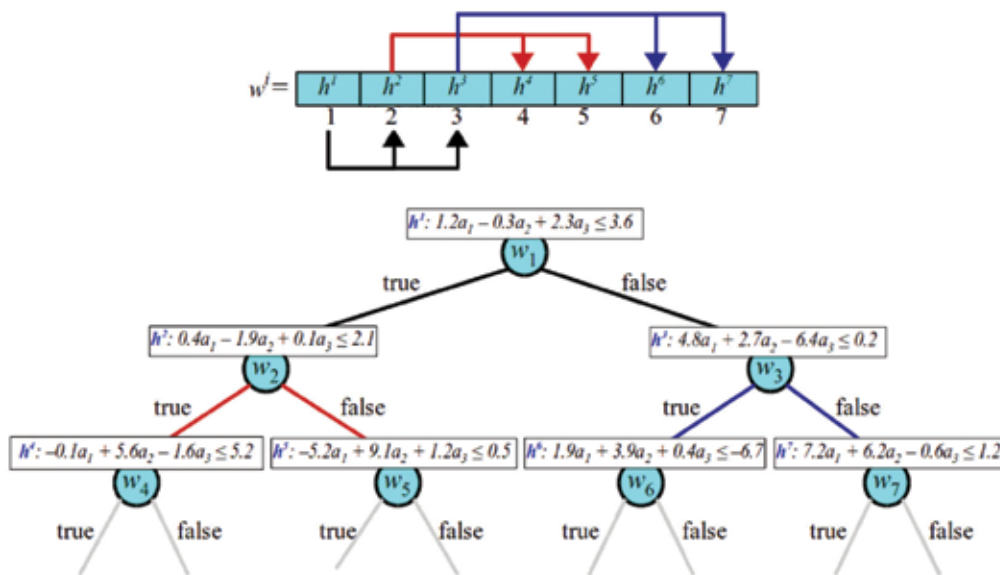 w^j= h^1 h^2 h^3 h^4 h^5 h^6 h^7
1 2 3 4 5 6 7
h^1: 1.2a_1 − 0.3a_2 + 2.3a_3 ≤ 3.6
w_1
true false
h^2: 0.4a_1 − 1.9a_2 + 0.1a_3 ≤ 2.1 h^3: 4.8a_1 + 2.7a_2 − 6.4a_3 ≤ 0.2
w_2 w_3
true false true false
h^4: −0.1a_1 + 5.6a_2 − 1.6a_3 ≤ 5.2 h^5: −5.2a_1 + 9.1a_2 + 1.2a_3 ≤ 0.5 h^6: 1.9a_1 + 3.9a_2 + 0.4a_3 ≤ −6.7 h^7: 7.2a_1 + 6.2a_2 − 0.6a_3 ≤ 1.2
w_4 w_5 w_6 w_7
true false true false true false true false